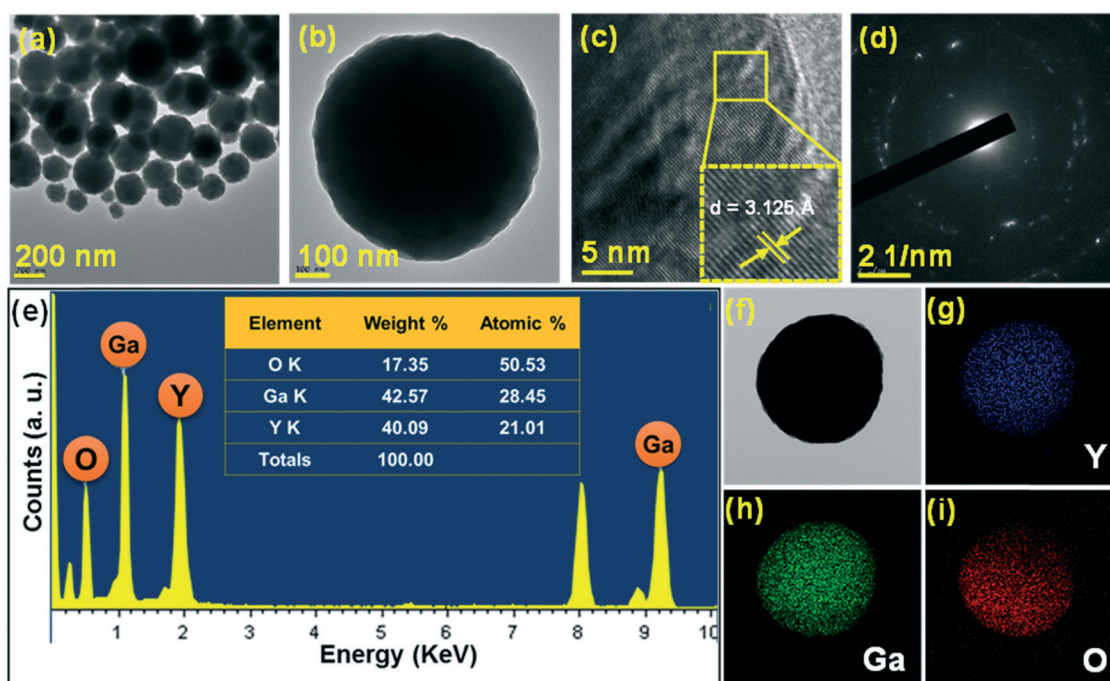 (a)
200 nm
(b)
100 nm
100 nm
(c)
d = 3.125 Å
5 nm
(d)
2 1/nm
(e)
Counts (a. u.)
O
Ga
Y
Ga
Element Weight % Atomic %
O K 17.35 50.53
Ga K 42.57 28.45
Y K 40.09 21.01
Totals 100.00
1 2 3 4 5 6 7 8 9 10
Energy (KeV)
(f)
(g)
Y
(h)
Ga
(i)
O